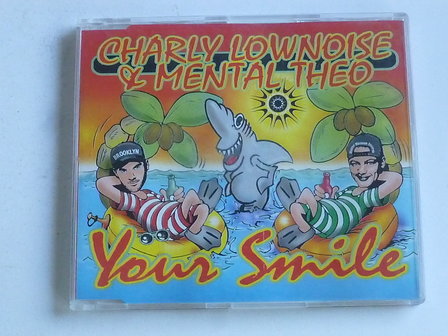 CHARLY LOWNOISE
& MENTAL THEO
BROOKLYN
Your Smile